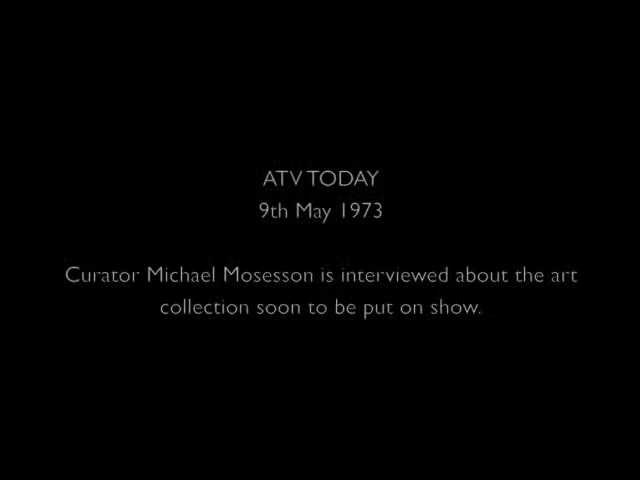 ATV TODAY
9th May 1973
Curator Michael Mosesson is interviewed about the art
collection soon to be put on show.